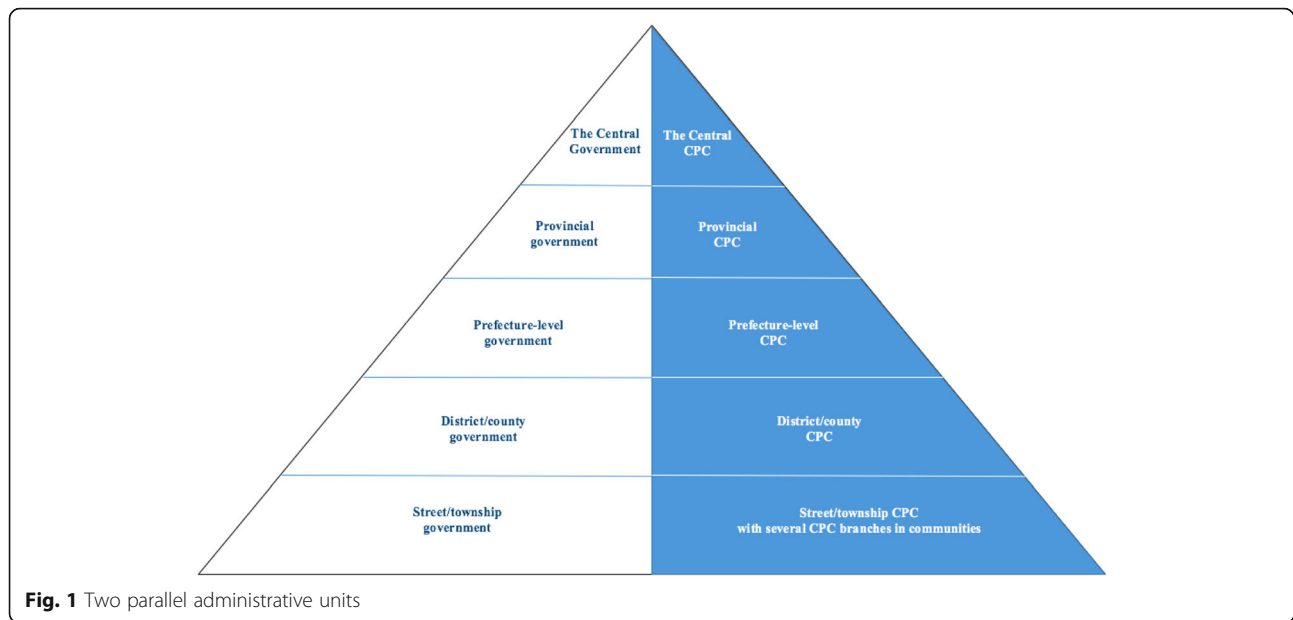 The Central
Government
The Central
CPC
Provincial
government
Provincial
CPC
Prefecture-level
government
Prefecture-level
CPC
District/county
government
District/county
CPC
Street/township
government
Street/township CPC
with several CPC branches in communities
Fig. 1 Two parallel administrative units